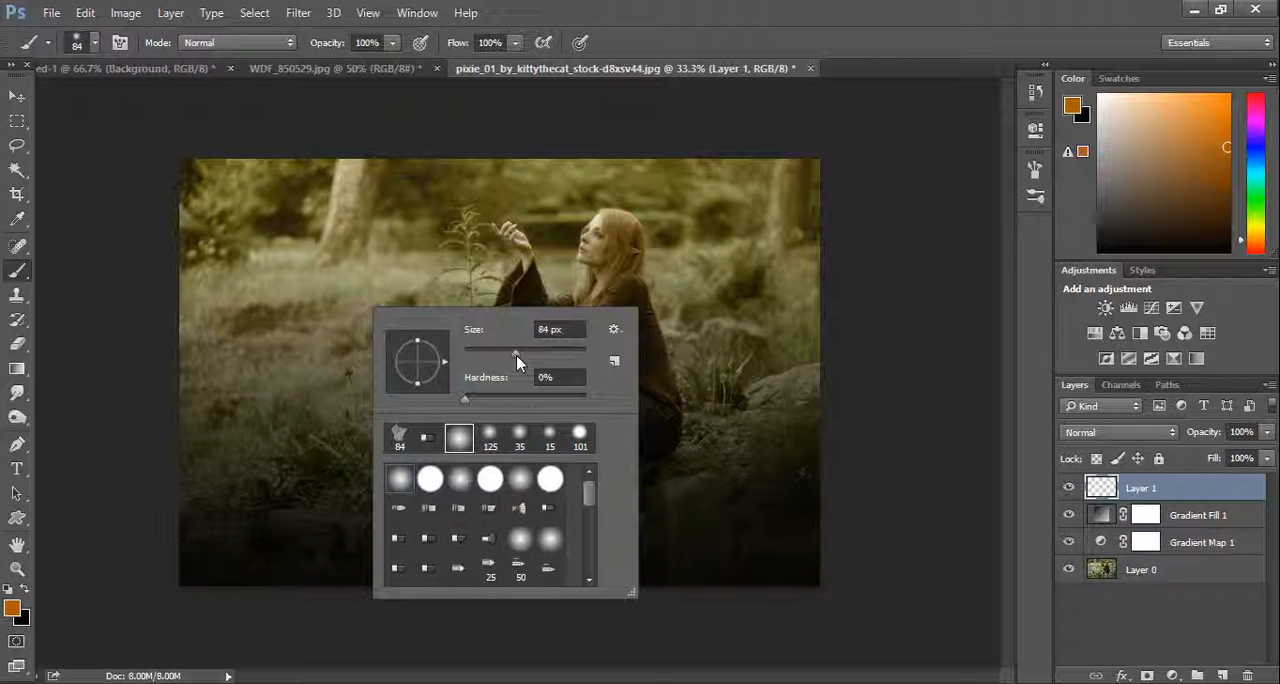 Ps File Edit Image Layer Type Select Filter 3D View Window Help
84 Mode: Normal Opacity: 100% Flow: 100% Essentials
ed-1 @ 66.7% (Background, RGB/8) * WDF_850529.jpg @ 50% (RGB/8#) * pixie_01_by_kittythecat_stock-d8xsv44.jpg @ 33.3% (Layer 1, RGB/8) *
Color Swatches
Adjustments Styles
Add an adjustment
Size: 84 px
Hardness: 0%
84 125 35 15 101
25 50
Layers Channels Paths
Kind
Normal Opacity: 100%
Lock: Fill: 100%
Layer 1
Gradient Fill 1
Gradient Map 1
Layer 0
Doc: 8.00M/8.00M